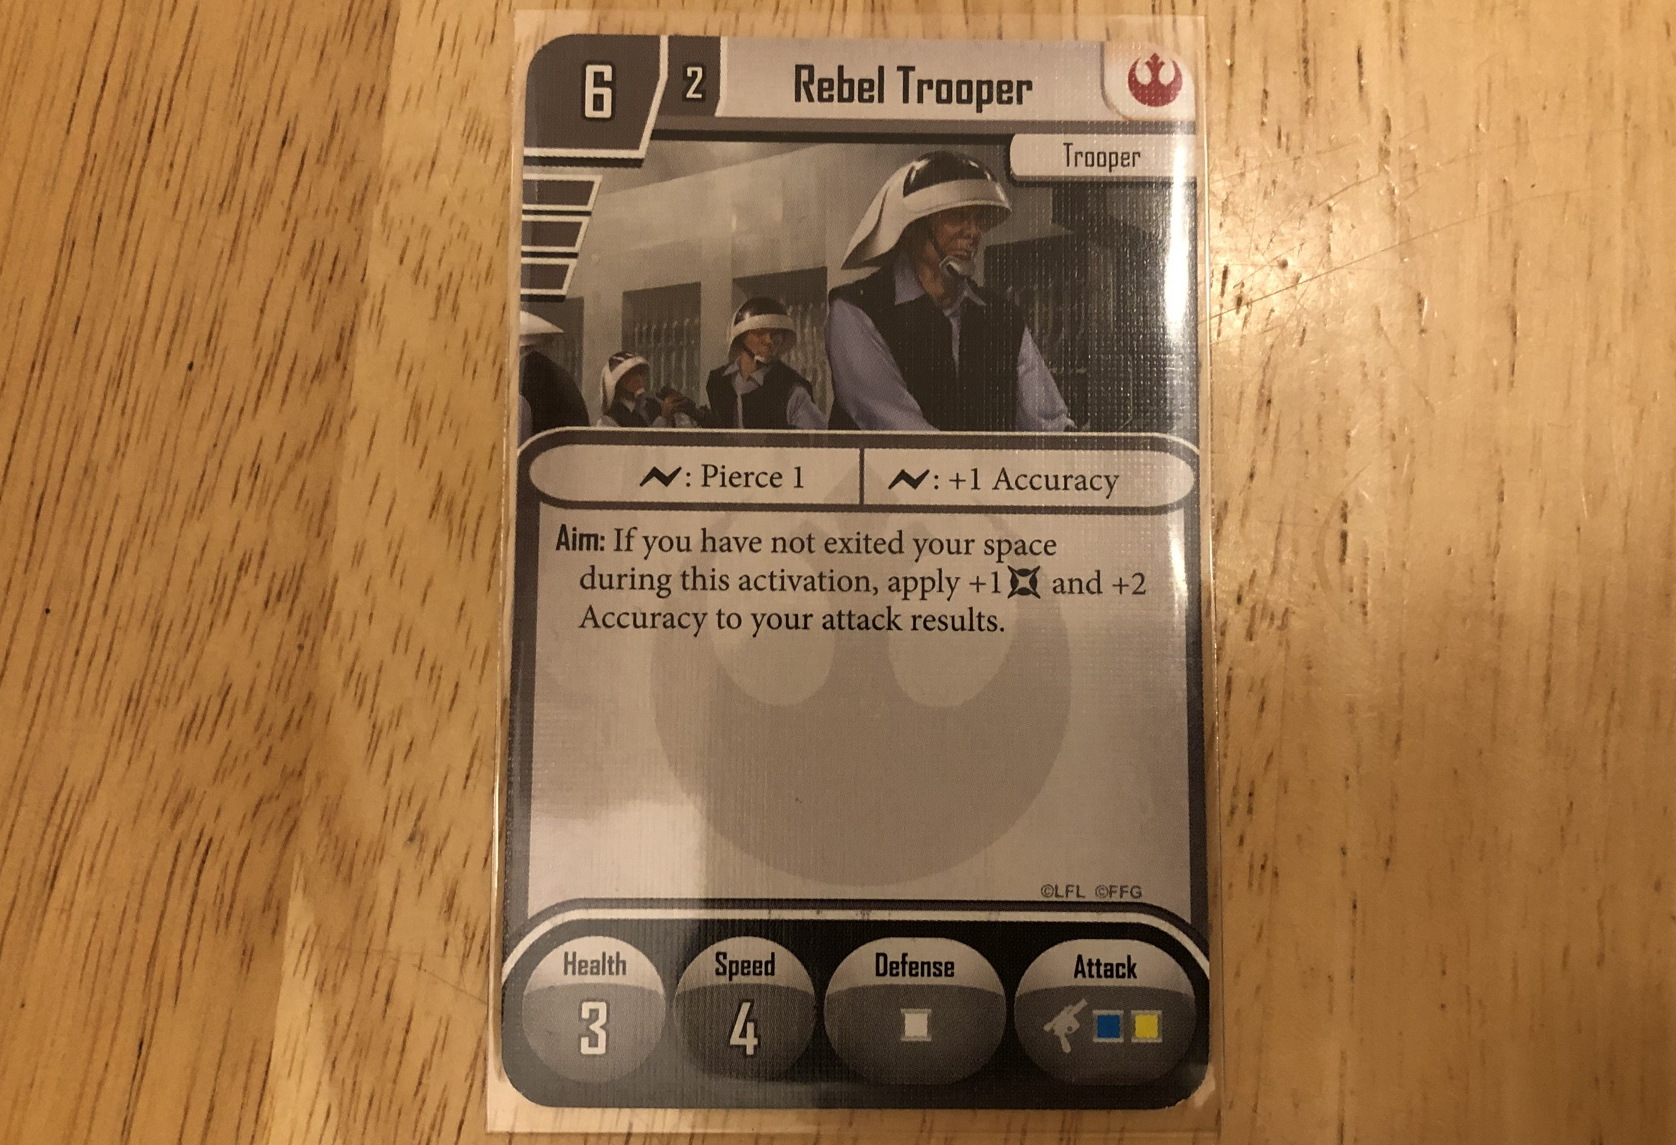 6 2 Rebel Trooper
Trooper
: Pierce 1
: +1 Accuracy
Aim: If you have not exited your space
during this activation, apply +1 and +2
Accuracy to your attack results.
©LFL ©FFG
Health Speed Defense Attack
3 4